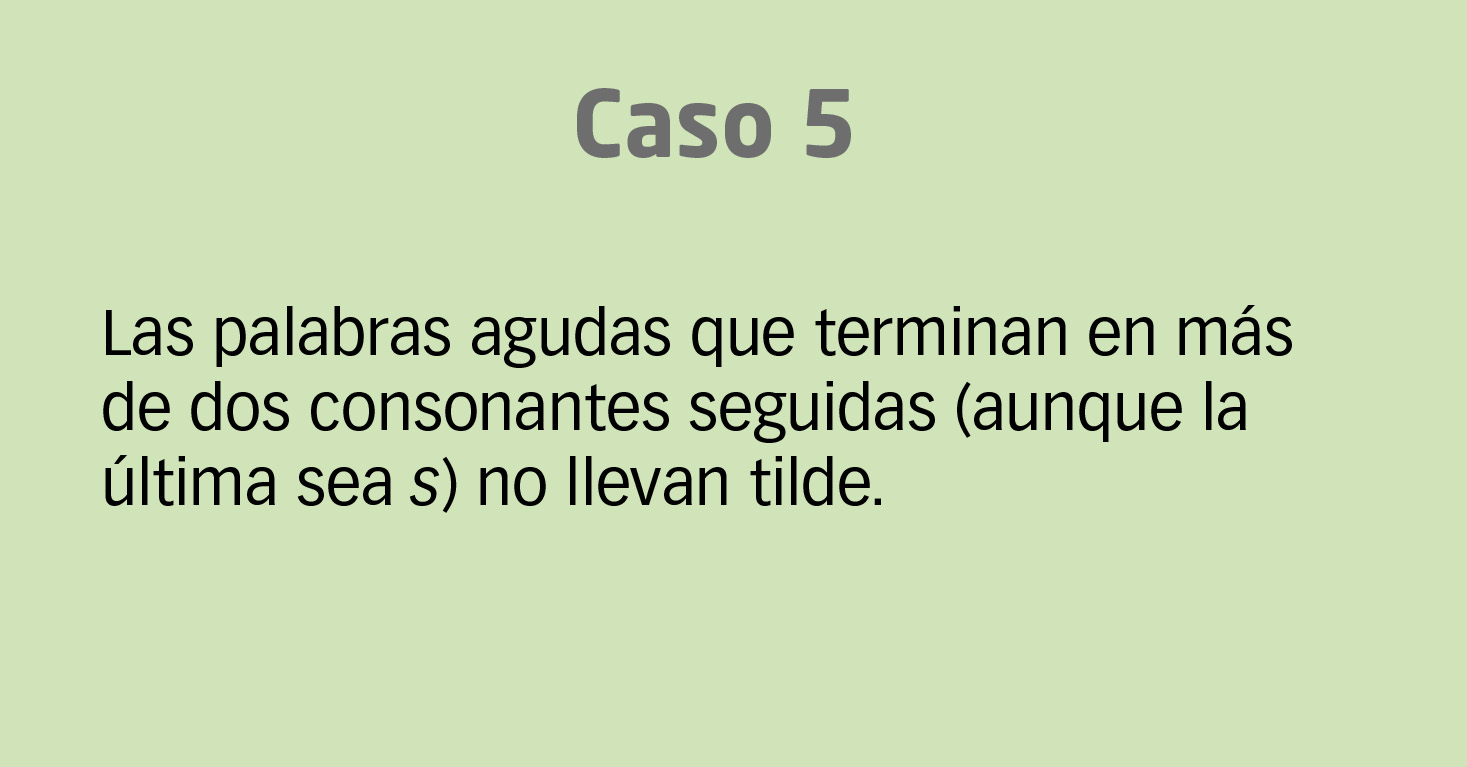 Caso 5
Las palabras agudas que terminan en más
de dos consonantes seguidas (aunque la
última sea s) no llevan tilde.